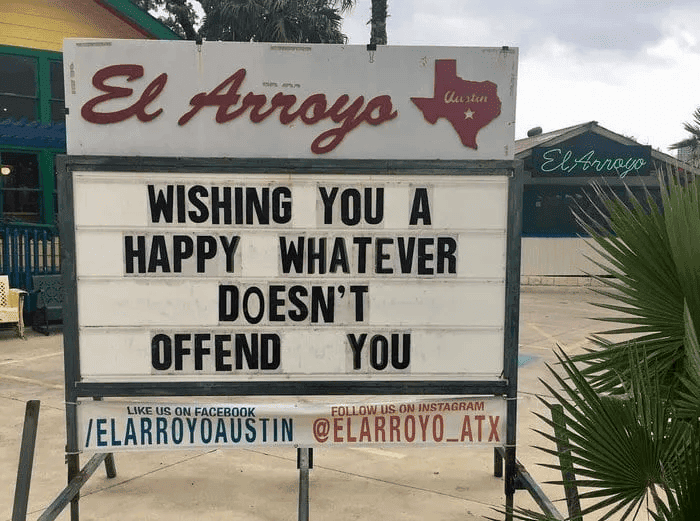 El Arroyo
Austin
El Arroyo
WISHING YOU A
HAPPY WHATEVER
DOESN'T
OFFEND YOU
LIKE US ON FACEBOOK
/ELARROYOAUSTIN
FOLLOW US ON INSTAGRAM
@ELARROYO_ATX